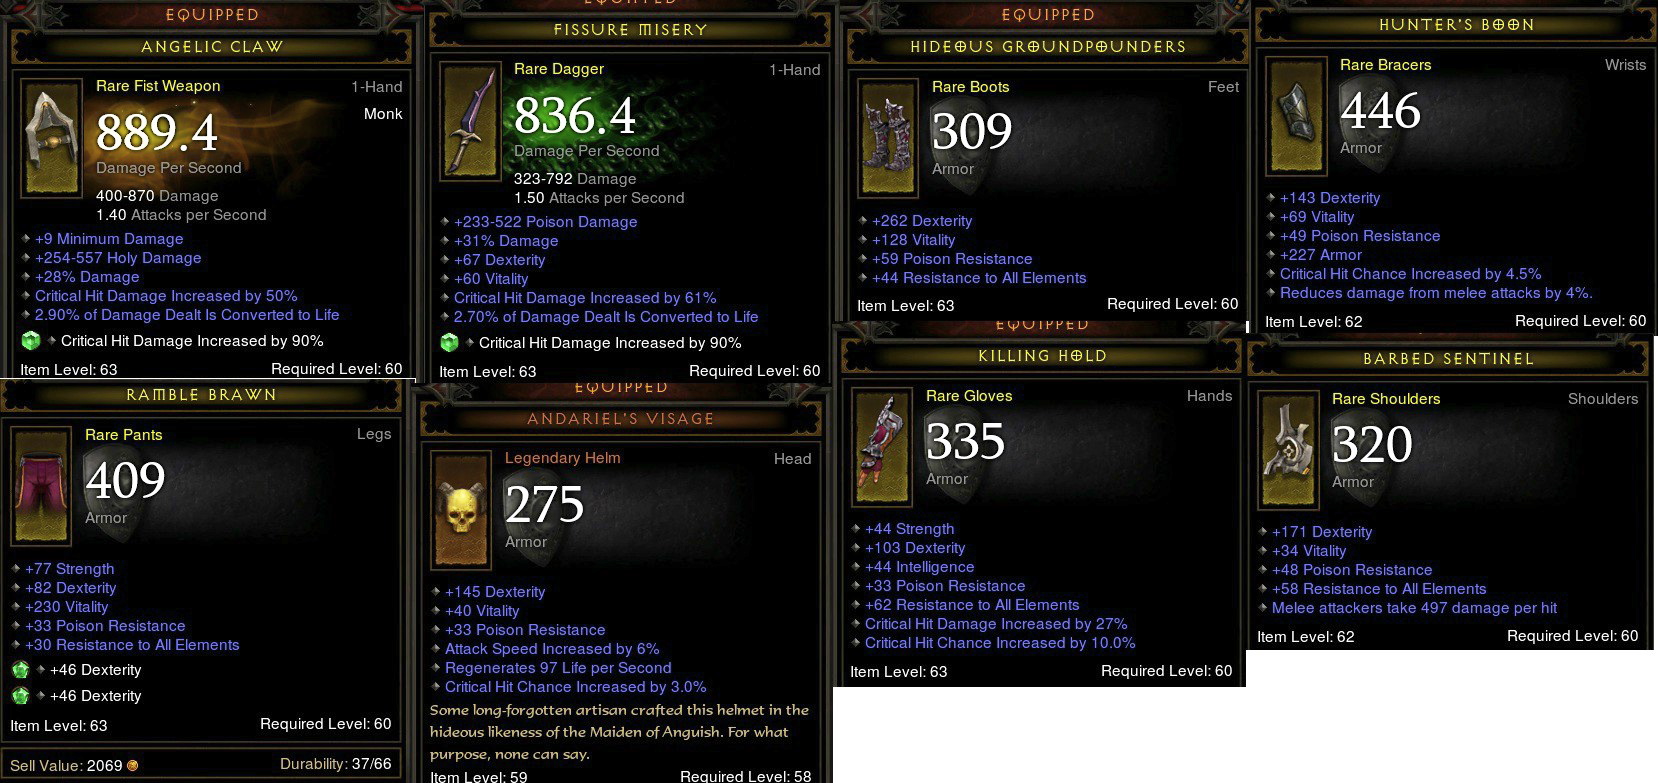 EQUIPPED
ANGELIC CLAW
Rare Fist Weapon
1-Hand
Monk
889.4
Damage Per Second
400-870 Damage
1.40 Attacks per Second
+9 Minimum Damage
+254-557 Holy Damage
+28% Damage
Critical Hit Damage Increased by 50%
2.90% of Damage Dealt Is Converted to Life
Critical Hit Damage Increased by 90%
Item Level: 63
Required Level: 60
EQUIPPED
FISSURE MISERY
Rare Dagger
1-Hand
836.4
Damage Per Second
323-792 Damage
1.50 Attacks per Second
+233-522 Poison Damage
+31% Damage
+67 Dexterity
+60 Vitality
Critical Hit Damage Increased by 61%
2.70% of Damage Dealt Is Converted to Life
Critical Hit Damage Increased by 90%
Item Level: 63
Required Level: 60
EQUIPPED
HIDEOUS GROUNDPOUNDERS
Rare Boots
Feet
309
Armor
+262 Dexterity
+128 Vitality
+59 Poison Resistance
+44 Resistance to All Elements
Item Level: 63
Required Level: 60
HUNTER'S BOON
Rare Bracers
Wrists
446
Armor
+143 Dexterity
+69 Vitality
+49 Poison Resistance
+227 Armor
Critical Hit Chance Increased by 4.5%
Reduces damage from melee attacks by 4%.
Item Level: 62
Required Level: 60
RAMBLE BRAWN
Rare Pants
Legs
409
Armor
+77 Strength
+82 Dexterity
+230 Vitality
+33 Poison Resistance
+30 Resistance to All Elements
+46 Dexterity
+46 Dexterity
Item Level: 63
Required Level: 60
Sell Value: 2069
Durability: 37/66
EQUIPPED
ANDARIEL'S VISAGE
Legendary Helm
Head
275
Armor
+145 Dexterity
+40 Vitality
+33 Poison Resistance
Attack Speed Increased by 6%
Regenerates 97 Life per Second
Critical Hit Chance Increased by 3.0%
Some long-forgotten artisan crafted this helmet in the
hideous likeness of the Maiden of Anguish. For what
purpose, none can say.
Item Level: 59
Required Level: 58
EQUIPPED
KILLING HOLD
Rare Gloves
Hands
335
Armor
+44 Strength
+103 Dexterity
+44 Intelligence
+33 Poison Resistance
+62 Resistance to All Elements
Critical Hit Damage Increased by 27%
Critical Hit Chance Increased by 10.0%
Item Level: 63
Required Level: 60
BARBED SENTINEL
Rare Shoulders
Shoulders
320
Armor
+171 Dexterity
+34 Vitality
+48 Poison Resistance
+58 Resistance to All Elements
Melee attackers take 497 damage per hit
Item Level: 62
Required Level: 60